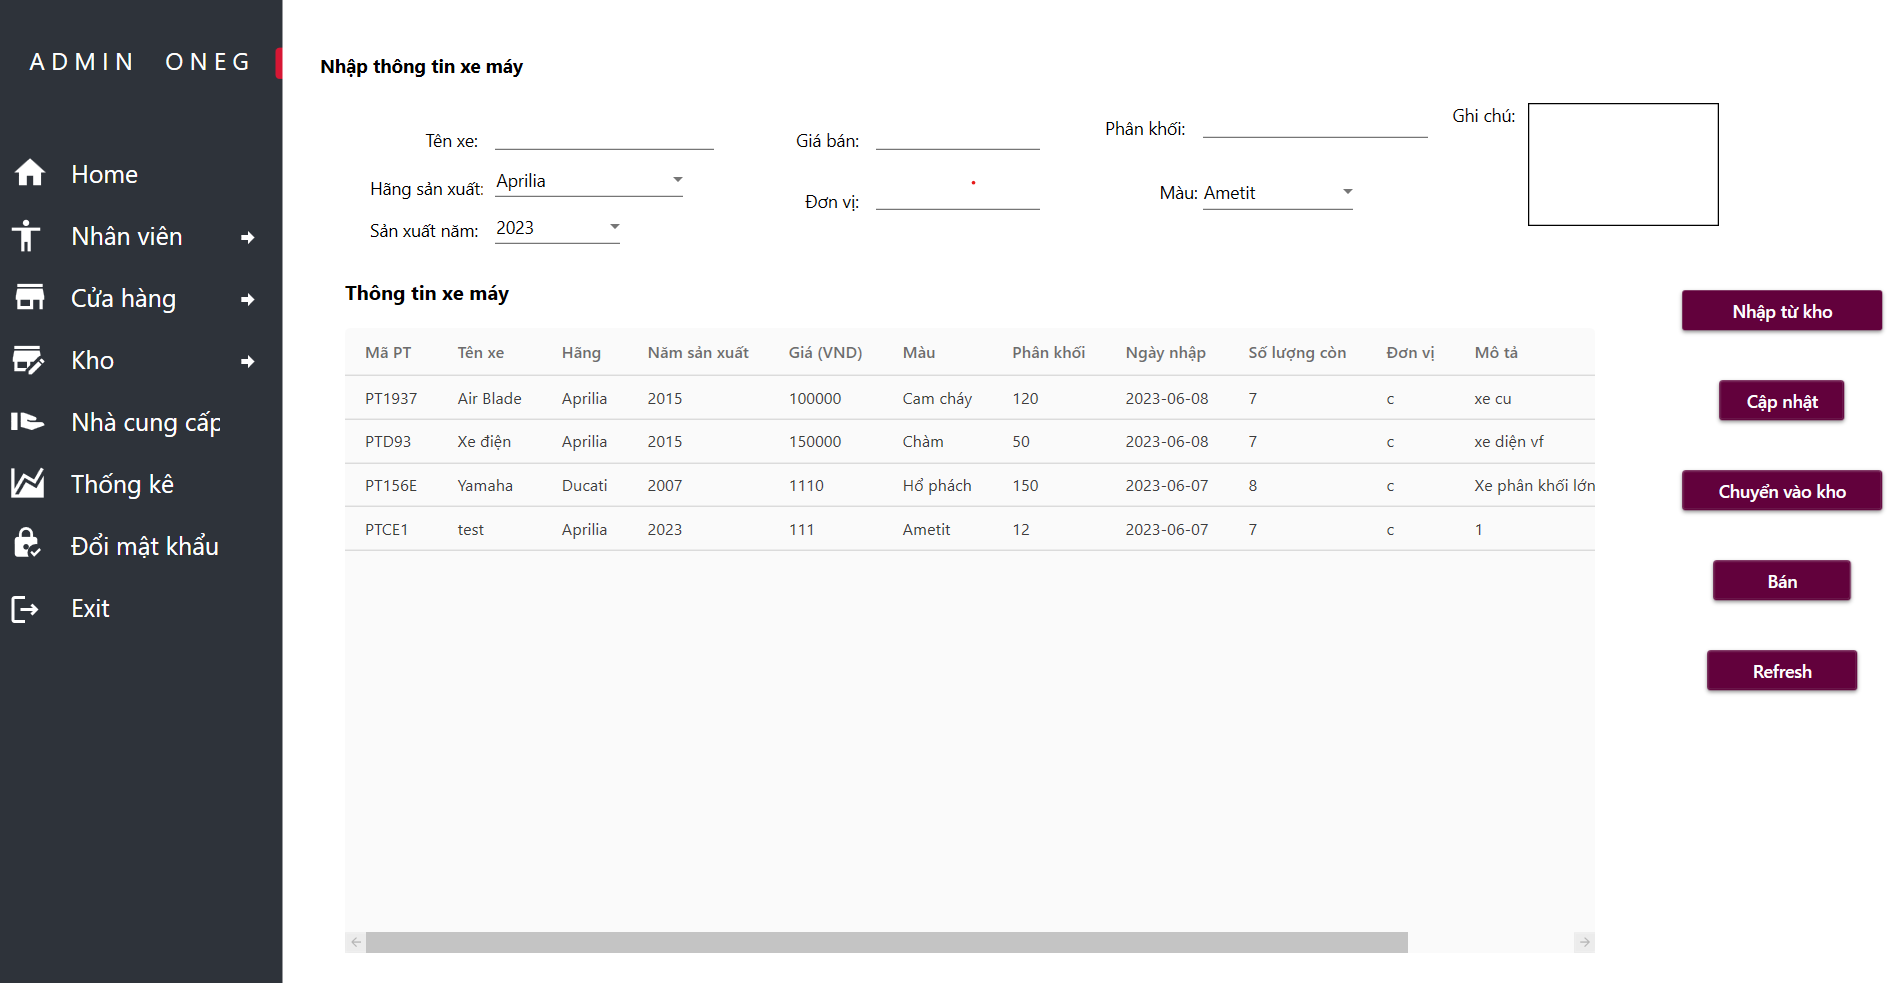 ADMIN ONEG
Home
Nhân viên
Cửa hàng
Kho
Nhà cung cấp
Thống kê
Đổi mật khẩu
Exit
Nhập thông tin xe máy
Tên xe:
Giá bán:
Phân khối:
Ghi chú:
Hãng sản xuất: Aprilia
Đơn vị:
Màu: Ametit
Sản xuất năm: 2023
Thông tin xe máy
Mã PT Tên xe Hãng Năm sản xuất Giá (VND) Màu Phân khối Ngày nhập Số lượng còn Đơn vị Mô tả
PT1937 Air Blade Aprilia 2015 100000 Cam cháy 120 2023-06-08 7 c xe cu
PTD93 Xe điện Aprilia 2015 150000 Chàm 50 2023-06-08 7 c xe diện vf
PT156E Yamaha Ducati 2007 1110 Hổ phách 150 2023-06-07 8 c Xe phân khối lớn
PTCE1 test Aprilia 2023 111 Ametit 12 2023-06-07 7 c 1
Nhập từ kho
Cập nhật
Chuyển vào kho
Bán
Refresh